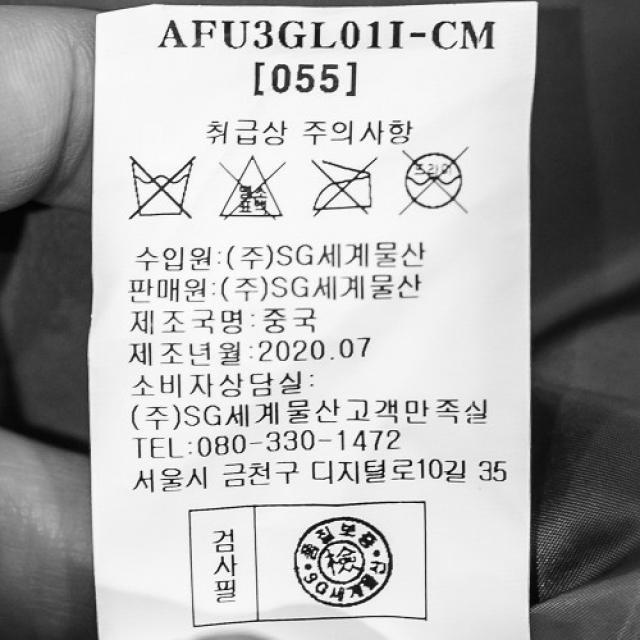 AFU3GL01I-CM
[055]
취급상 주의사항
염소
표백
드라이
수입원:(주)SG세계물산
판매원:(주)SG세계물산
제조국명:중국
제조년월:2020.07
소비자상담실:
(주)SG세계물산고객만족실
TEL:080-330-1472
서울시 금천구 디지털로10길 35
검사필
품질보증
檢
SG세계물산